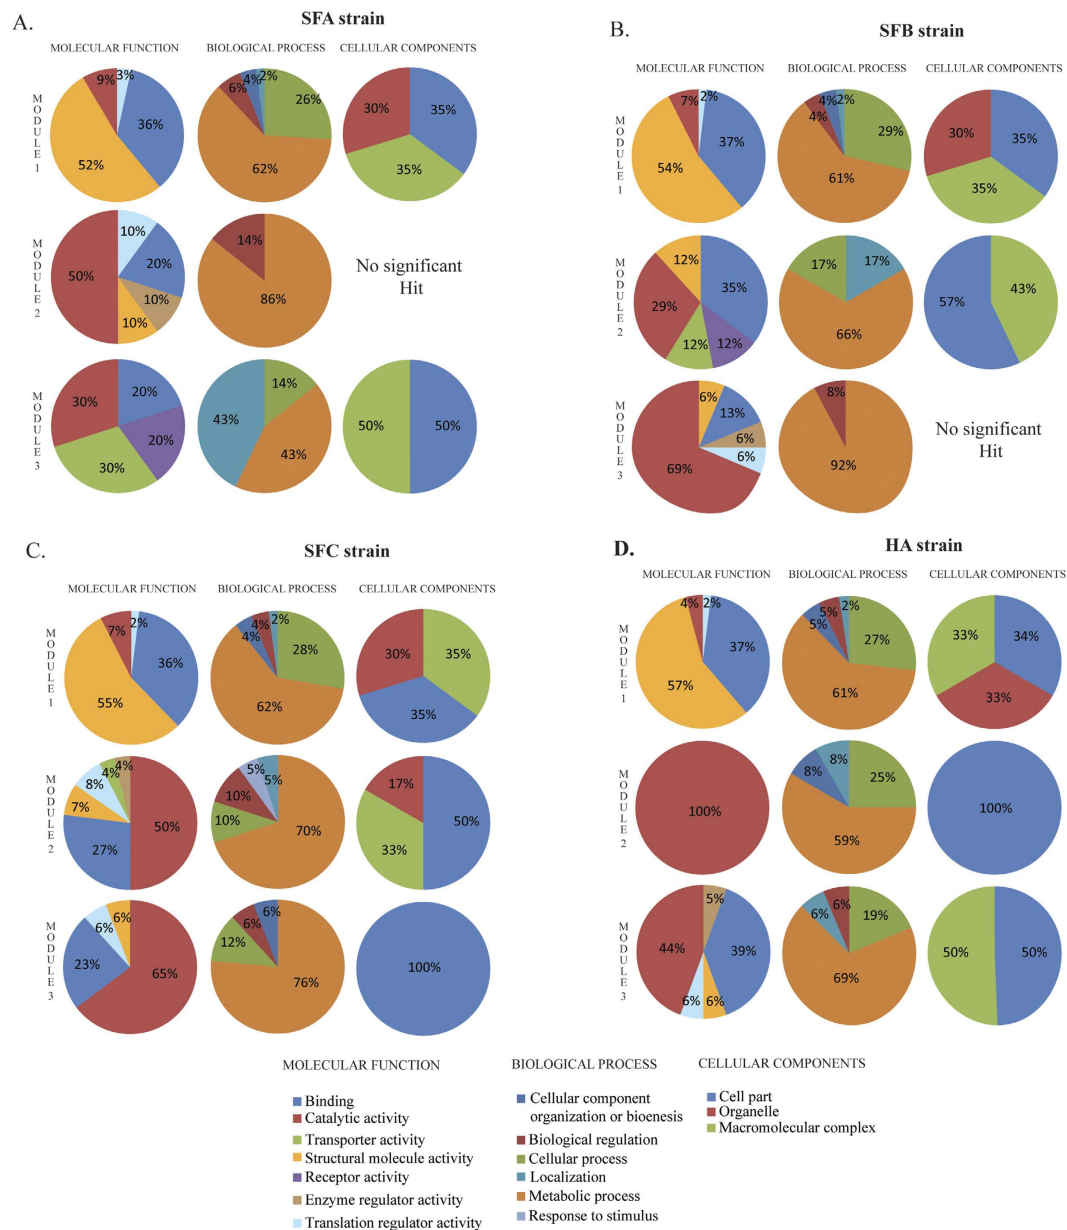 A.
SFA strain
MOLECULAR FUNCTION
BIOLOGICAL PROCESS
CELLULAR COMPONENTS
MODULE 1
9%
3%
36%
52%
6%
4%
2%
26%
62%
30%
35%
35%
MODULE 2
10%
20%
50%
10%
10%
14%
86%
No significant
Hit
MODULE 3
20%
30%
20%
30%
14%
43%
43%
50%
50%
B.
SFB strain
MOLECULAR FUNCTION
BIOLOGICAL PROCESS
CELLULAR COMPONENTS
MODULE 1
7%
2%
37%
54%
4%
4%
2%
29%
61%
30%
35%
35%
MODULE 2
12%
35%
29%
12%
12%
17%
17%
66%
57%
43%
MODULE 3
6%
13%
6%
6%
69%
8%
92%
No significant
Hit
C.
SFC strain
MOLECULAR FUNCTION
BIOLOGICAL PROCESS
CELLULAR COMPONENTS
MODULE 1
7%
2%
36%
55%
4%
4%
2%
28%
62%
30%
35%
35%
MODULE 2
4%
4%
8%
7%
50%
27%
5%
5%
10%
10%
70%
17%
50%
33%
MODULE 3
6%
6%
23%
65%
6%
6%
12%
76%
100%
D.
HA strain
MOLECULAR FUNCTION
BIOLOGICAL PROCESS
CELLULAR COMPONENTS
MODULE 1
4%
2%
37%
57%
5%
5%
2%
27%
61%
33%
34%
33%
MODULE 2
100%
8%
8%
25%
59%
100%
MODULE 3
5%
44%
39%
6%
6%
6%
6%
19%
69%
50%
50%
MOLECULAR FUNCTION
Binding
Catalytic activity
Transporter activity
Structural molecule activity
Receptor activity
Enzyme regulator activity
Translation regulator activity
BIOLOGICAL PROCESS
Cellular component
organization or bioenesis
Biological regulation
Cellular process
Localization
Metabolic process
Response to stimulus
CELLULAR COMPONENTS
Cell part
Organelle
Macromolecular complex